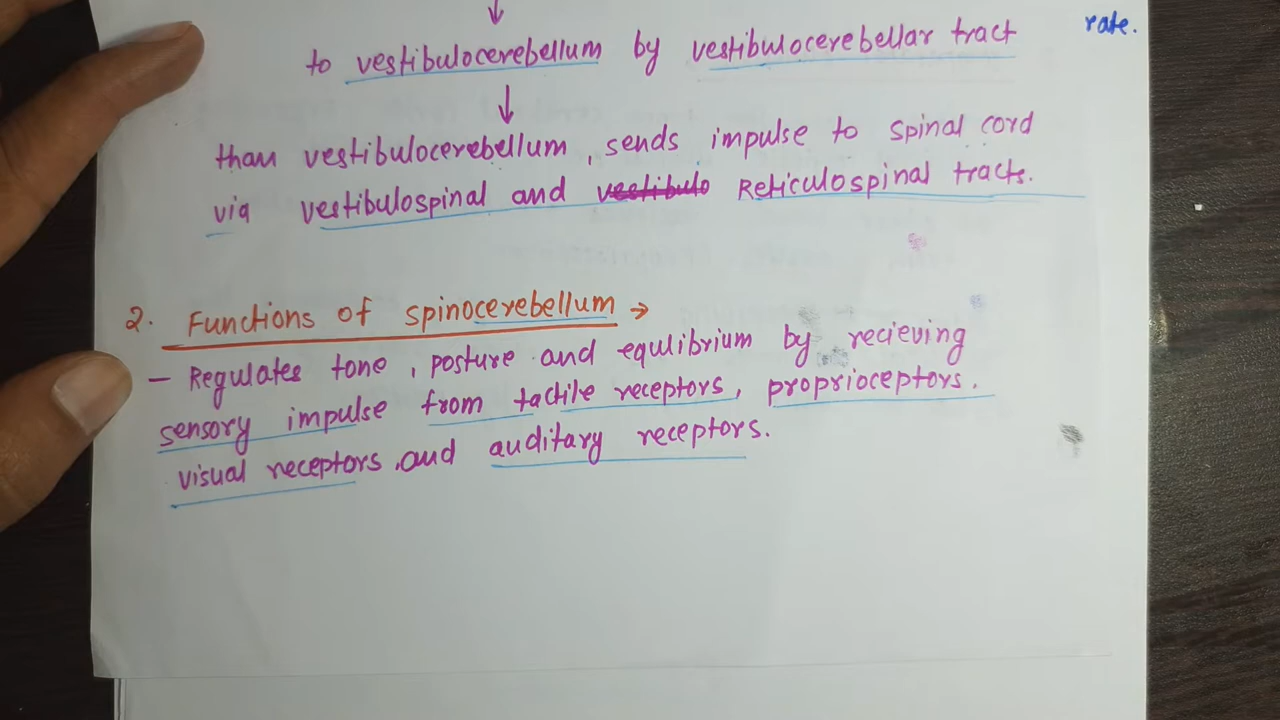 ↓
to vestibulocerebellum by vestibulocerebellar tract rate.
↓
than vestibulocerebellum, sends impulse to spinal cord
via vestibulospinal and vestibulo Reticulospinal tracts.
2. Functions of spinocerebellum →
– Regulates tone, posture and equlibrium by recieving
sensory impulse from tactile receptors, proprioceptors.
visual receptors, and auditary receptors.